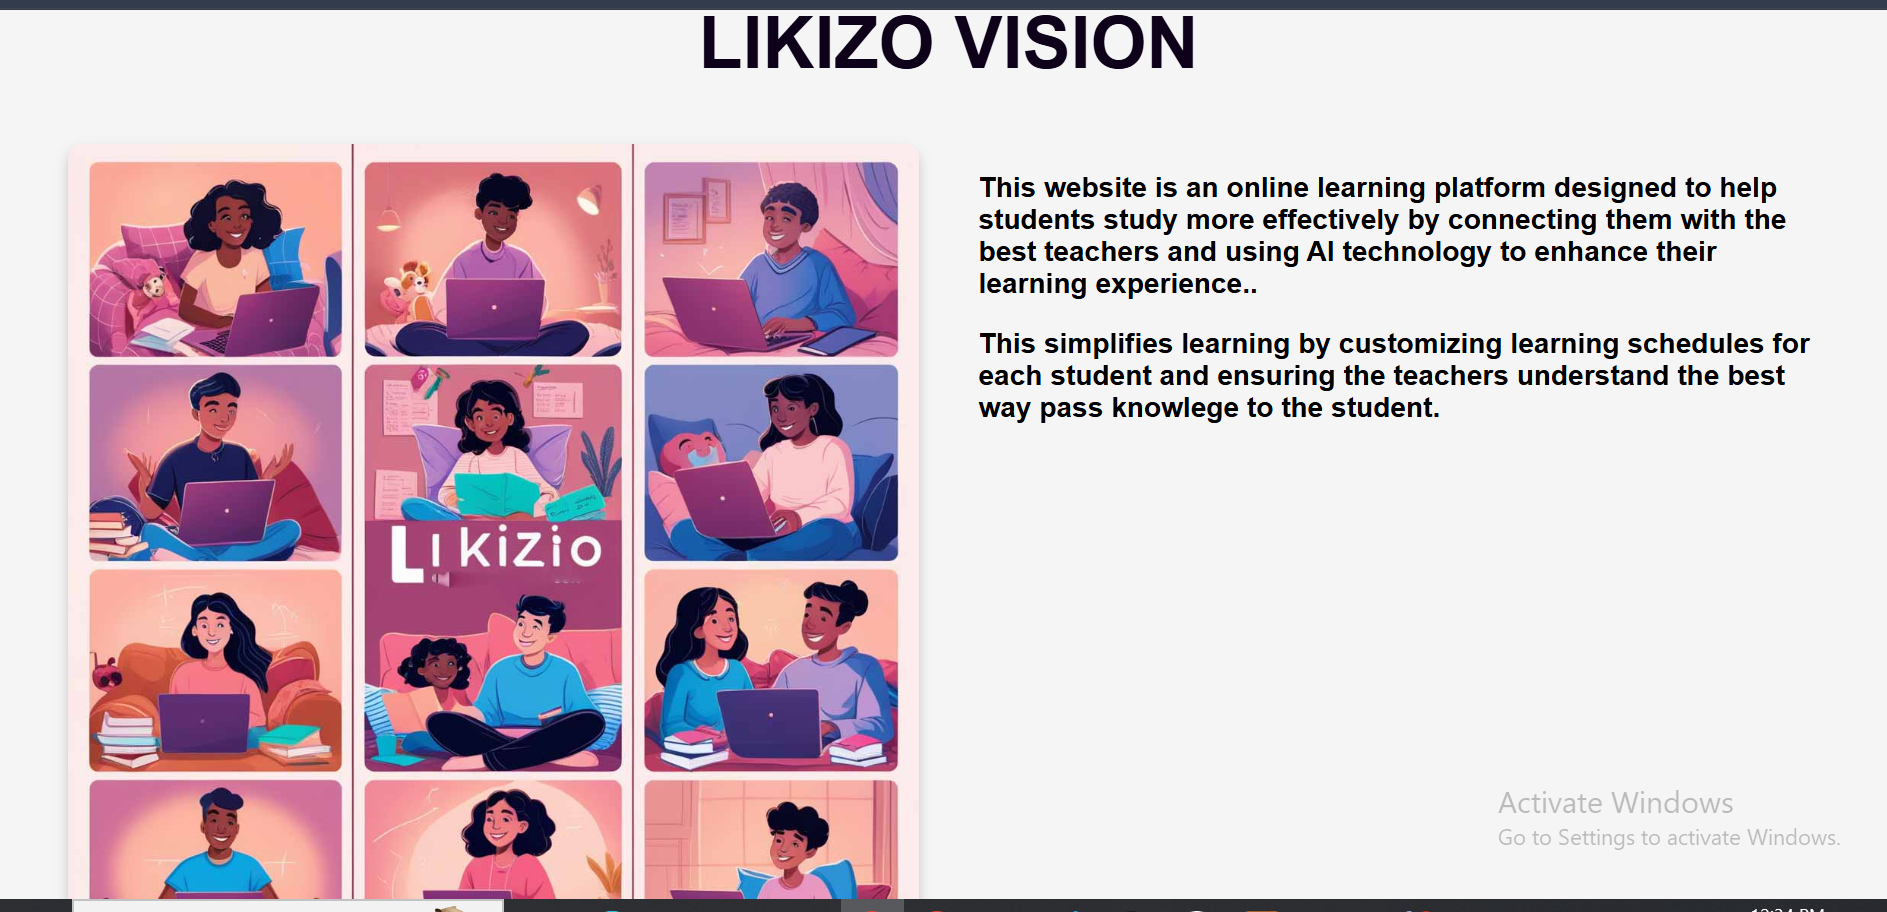 LIKIZO VISION
This website is an online learning platform designed to help
students study more effectively by connecting them with the
best teachers and using AI technology to enhance their
learning experience..
This simplifies learning by customizing learning schedules for
each student and ensuring the teachers understand the best
way pass knowlege to the student.
LI kizio
Activate Windows
Go to Settings to activate Windows.